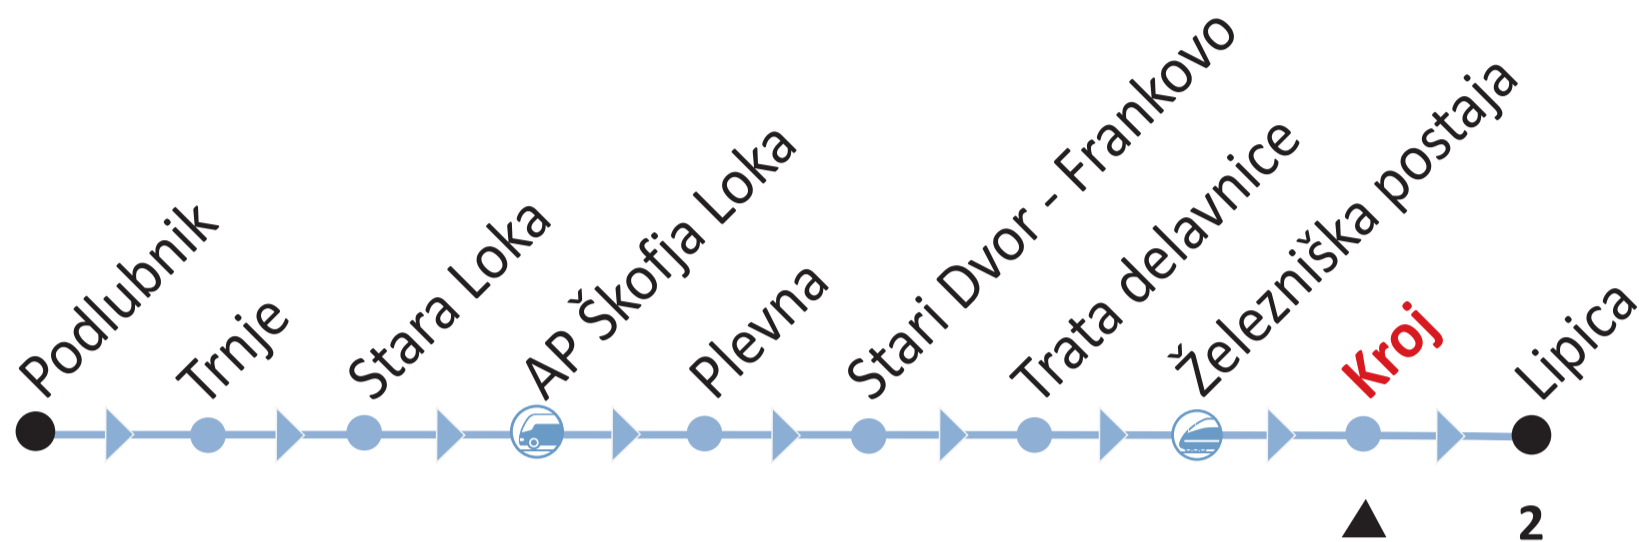 Podlubnik
Trnje
Stara Loka
AP Škofja Loka
Plevna
Stari Dvor - Frankovo
Trata delavnice
Železniška postaja
Kroj
Lipica
2